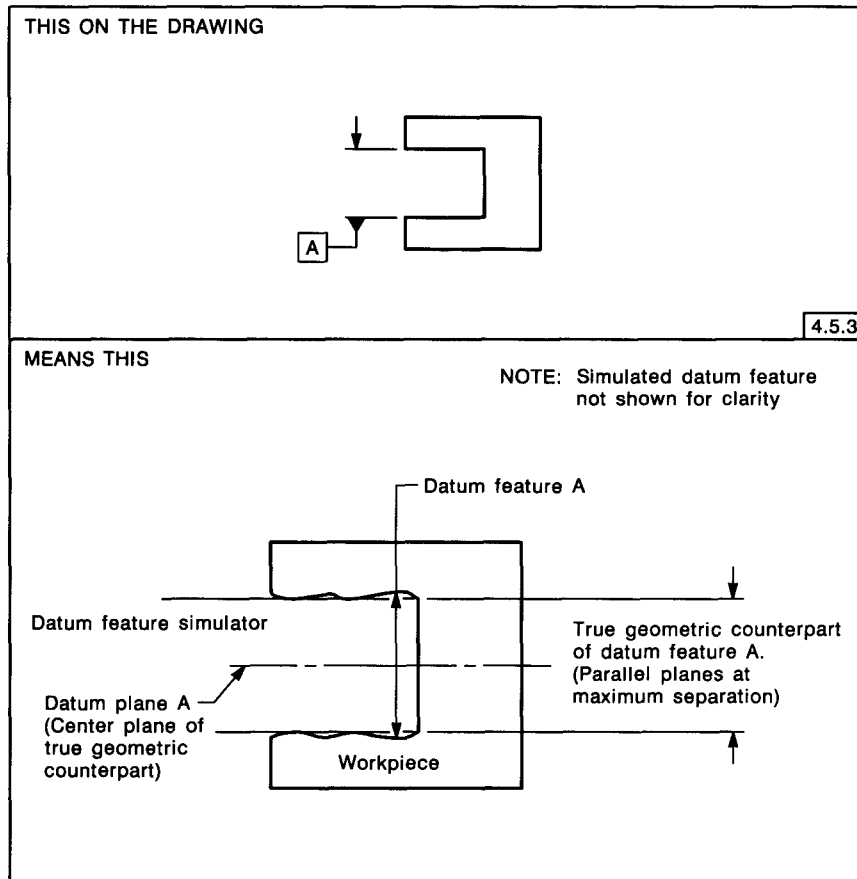 THIS ON THE DRAWING
A
4.5.3
MEANS THIS
NOTE: Simulated datum feature
not shown for clarity
Datum feature A
Datum feature simulator
True geometric counterpart
of datum feature A.
(Parallel planes at
maximum separation)
Datum plane A
(Center plane of
true geometric
counterpart)
Workpiece